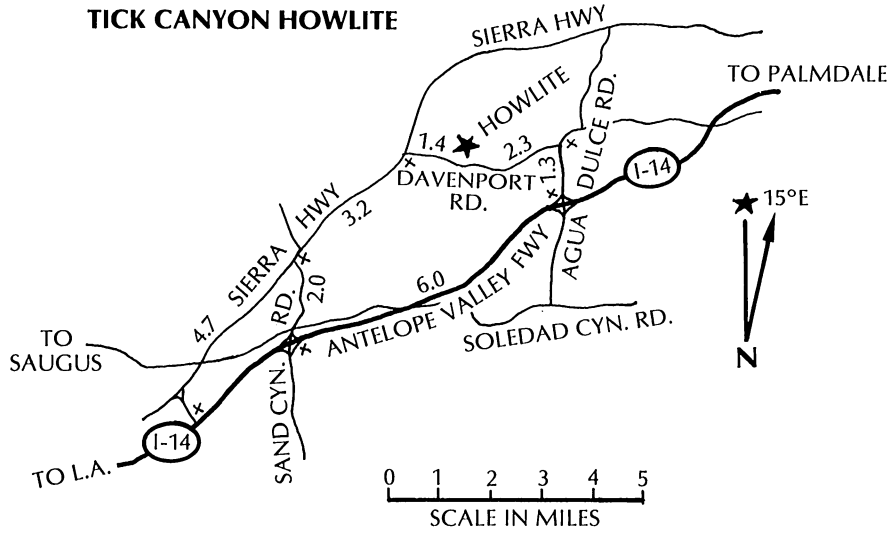 TICK CANYON HOWLITE
SIERRA HWY
TO PALMDALE
HOWLITE
DULCE RD.
1.4
2.3
DAVENPORT
RD.
1.3
I-14
15°E
HWY
3.2
AGUA
SIERRA
2.0
RD.
6.0
ANTELOPE VALLEY FWY
4.7
TO
SAUGUS
SOLEDAD CYN. RD.
N
SAND CYN.
I-14
TO L.A.
0 1 2 3 4 5
SCALE IN MILES